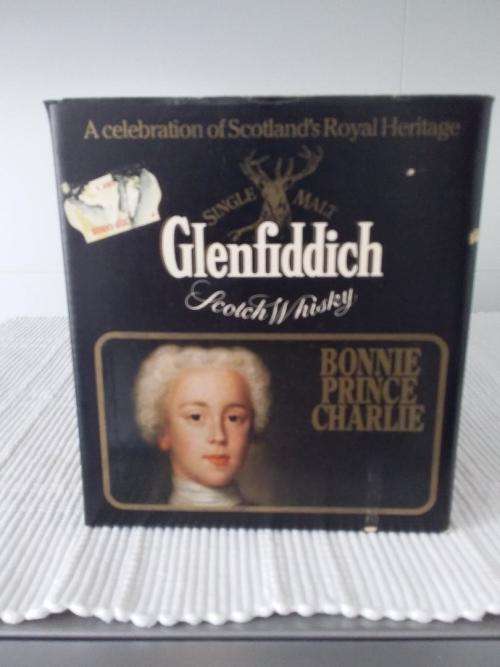 A celebration of Scotland's Royal Heritage
SINGLE MALT
Glenfiddich
Scotch Whisky
BONNIE
PRINCE
CHARLIE